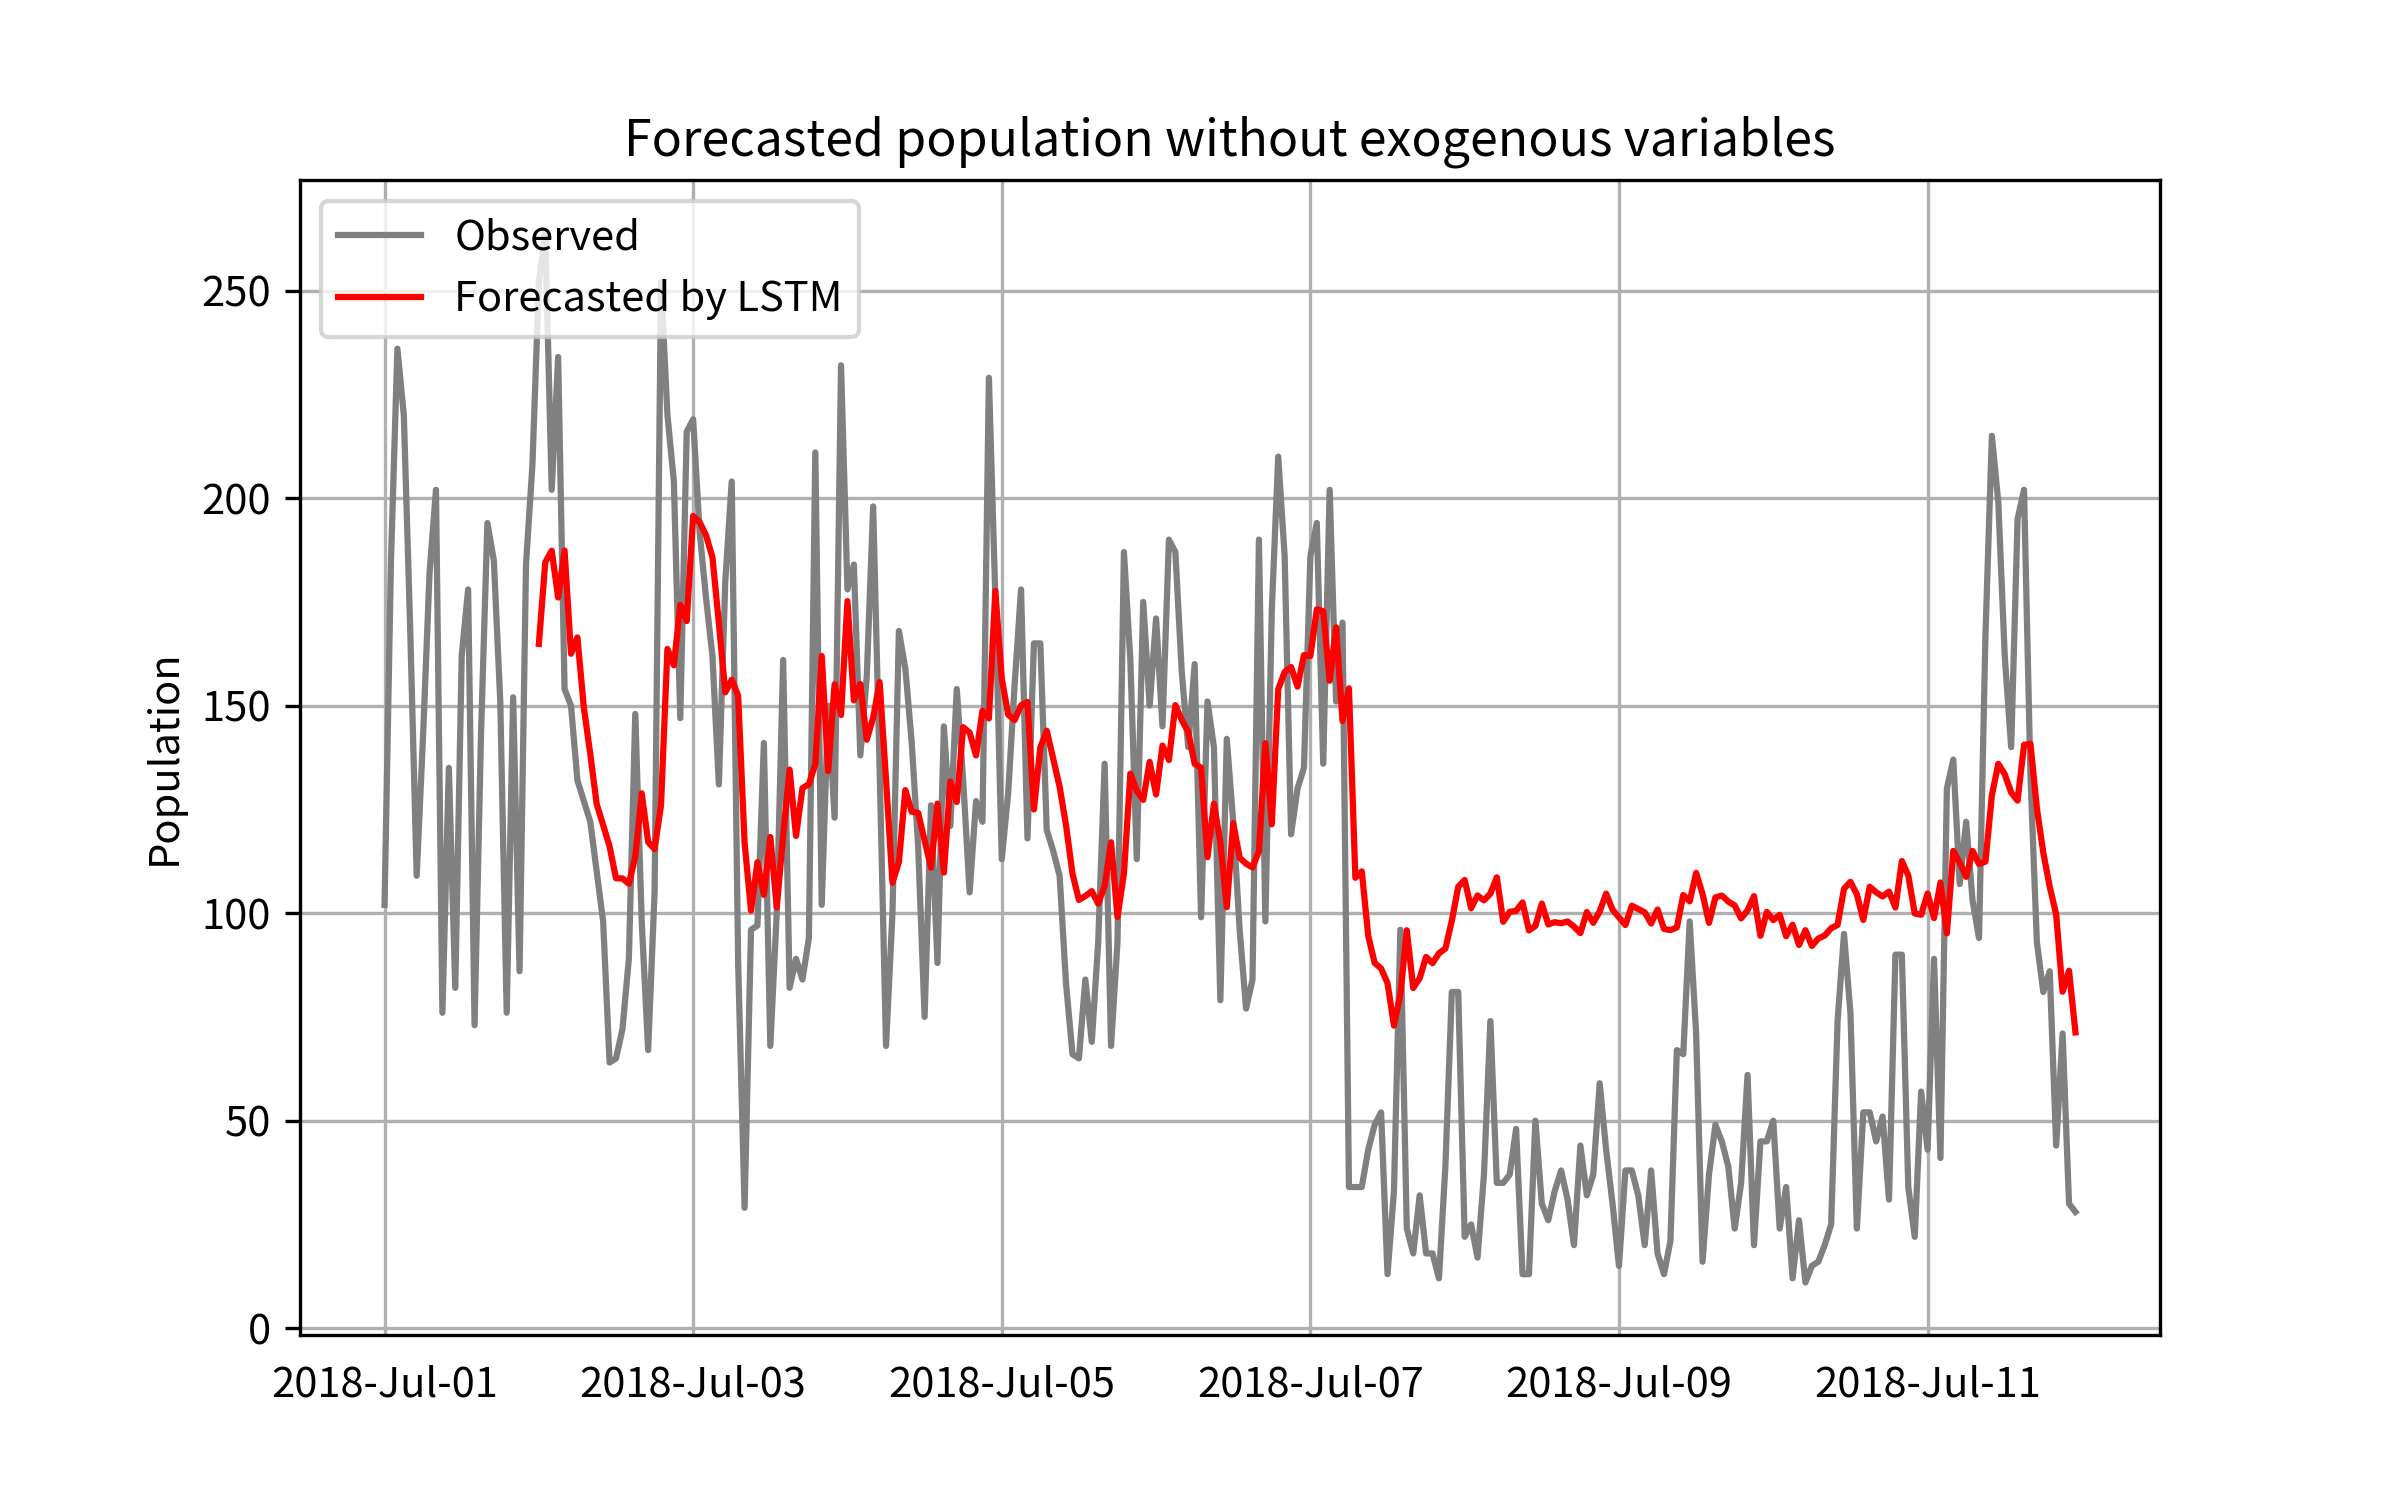 Forecasted population without exogenous variables
Observed
Forecasted by LSTM
Population
250
200
150
100
50
0
2018-Jul-01 2018-Jul-03 2018-Jul-05 2018-Jul-07 2018-Jul-09 2018-Jul-11